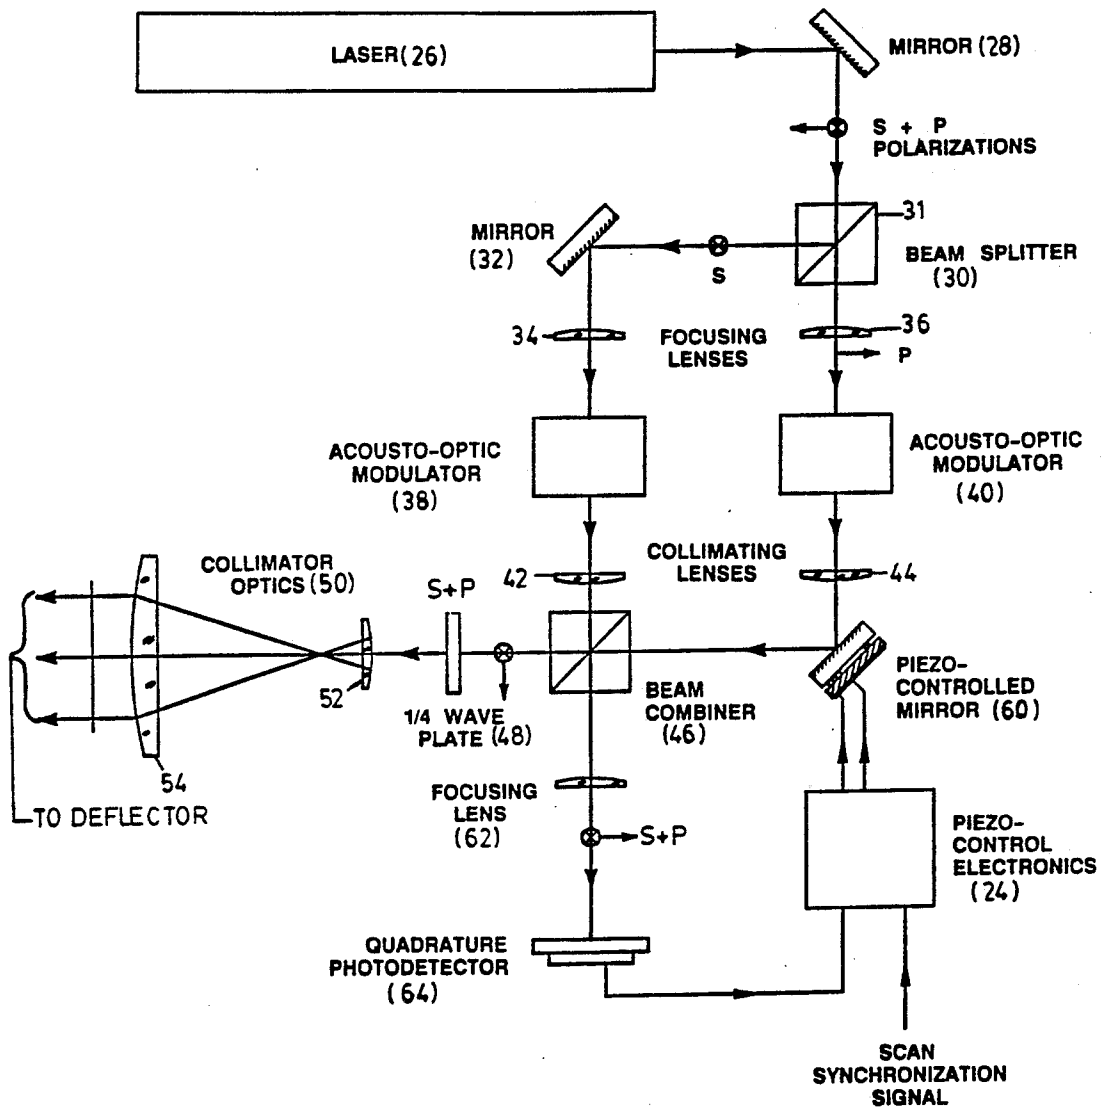 LASER(26)
MIRROR (28)
S + P
POLARIZATIONS
31
MIRROR
(32)
S
BEAM SPLITTER
(30)
34
FOCUSING
LENSES
36
P
ACOUSTO-OPTIC
MODULATOR
(38)
ACOUSTO-OPTIC
MODULATOR
(40)
COLLIMATOR
OPTICS (50)
S+P
42
COLLIMATING
LENSES
44
52
1/4 WAVE
PLATE (48)
BEAM
COMBINER
(46)
PIEZO-
CONTROLLED
MIRROR (60)
54
TO DEFLECTOR
FOCUSING
LENS
(62)
S+P
PIEZO-
CONTROL
ELECTRONICS
(24)
QUADRATURE
PHOTODETECTOR
(64)
SCAN
SYNCHRONIZATION
SIGNAL